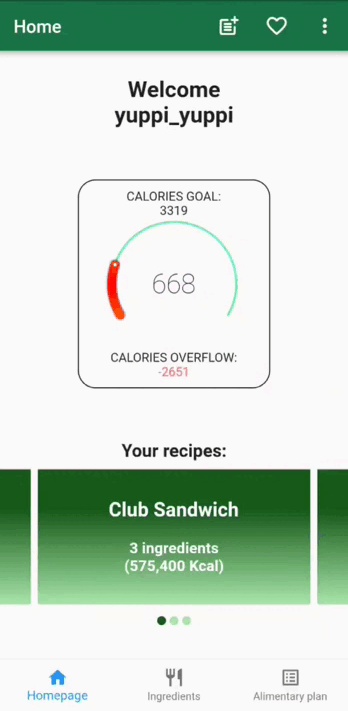 Home
Welcome
yuppi_yuppi
CALORIES GOAL:
3319
668
CALORIES OVERFLOW:
-2651
Your recipes:
Club Sandwich
3 ingredients
(575,400 Kcal)
Homepage
Ingredients
Alimentary plan